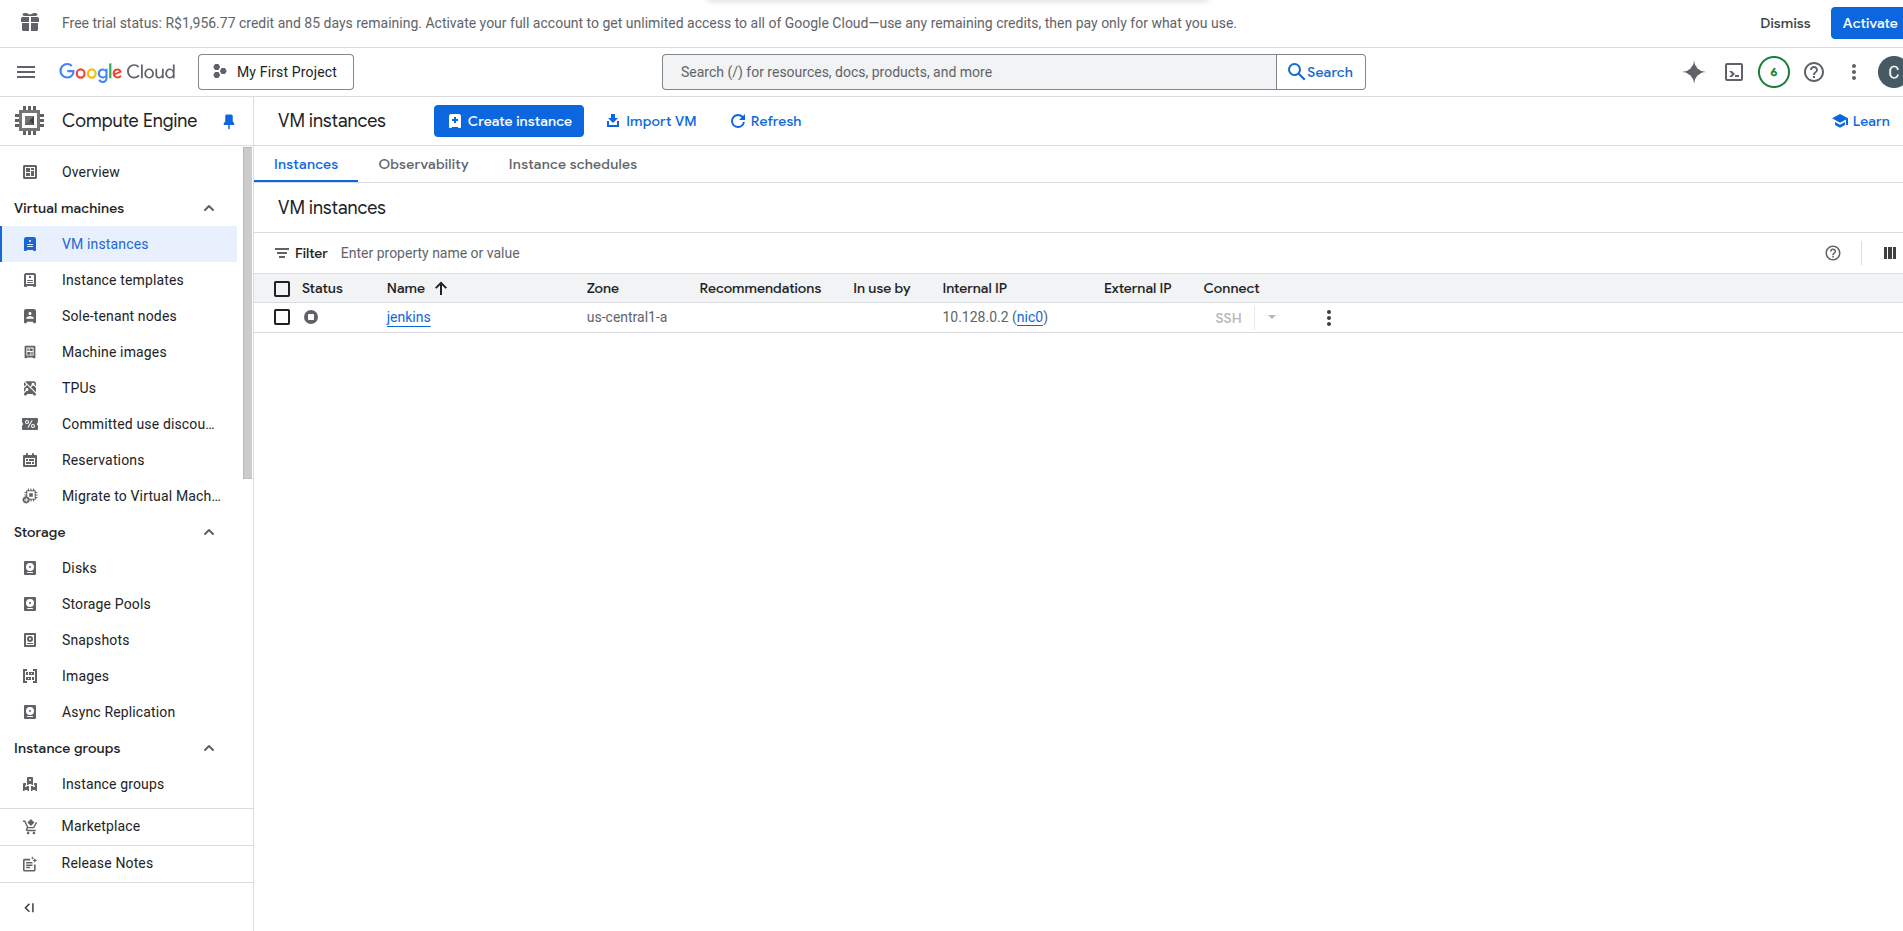 Free trial status: R$1,956.77 credit and 85 days remaining. Activate your full account to get unlimited access to all of Google Cloud—use any remaining credits, then pay only for what you use.
Dismiss
Activate
Google Cloud
My First Project
Search (/) for resources, docs, products, and more
Search
6
C
Compute Engine
VM instances
Create instance
Import VM
Refresh
Learn
Overview
Virtual machines
VM instances
Instance templates
Sole-tenant nodes
Machine images
TPUs
Committed use discou...
Reservations
Migrate to Virtual Mach...
Storage
Disks
Storage Pools
Snapshots
Images
Async Replication
Instance groups
Instance groups
Marketplace
Release Notes
Instances Observability Instance schedules
VM instances
Filter Enter property name or value
Status Name Zone Recommendations In use by Internal IP External IP Connect
jenkins us-central1-a 10.128.0.2 (nic0) SSH